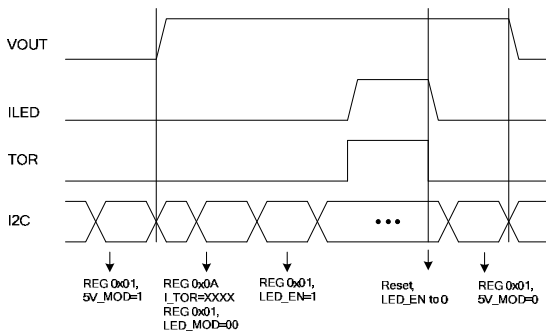 VOUT
ILED
TOR
I2C
REG 0x01,
5V_MOD=1
REG 0x0A
I_TOR=XXXX
REG 0x01,
LED_MOD=00
REG 0x01,
LED_EN=1
Reset,
LED_EN to 0
REG 0x01,
5V_MOD=0